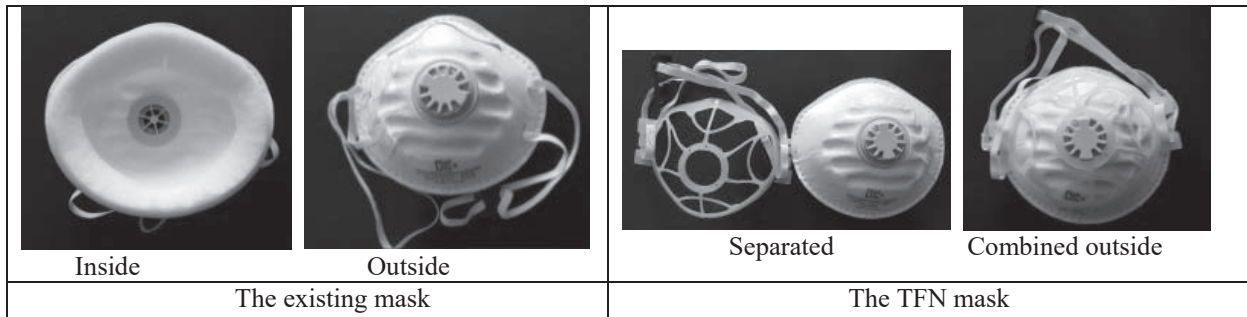 Inside
Outside
Separated
Combined outside
The existing mask
The TFN mask